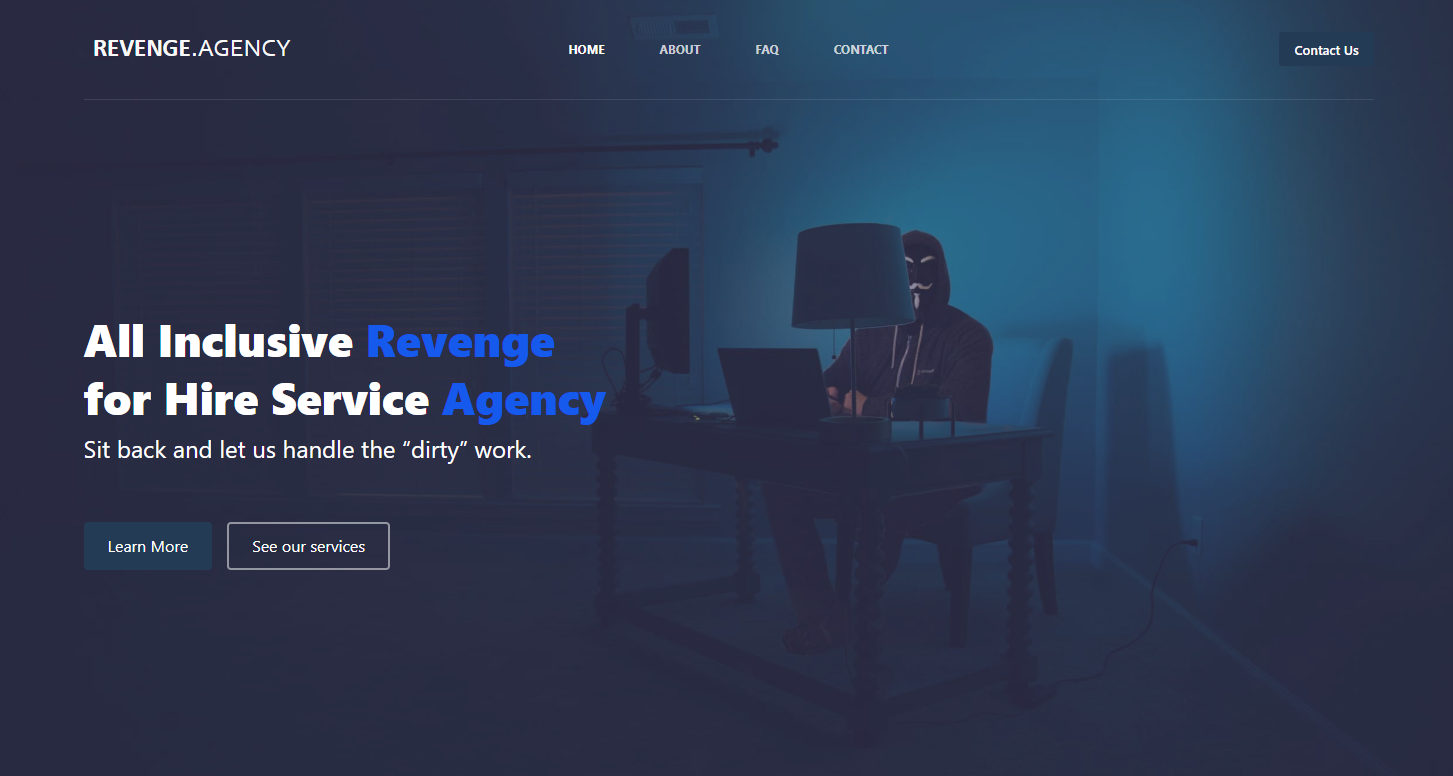 REVENGE.AGENCY
HOME ABOUT FAQ CONTACT
Contact Us
All Inclusive Revenge
for Hire Service Agency
Sit back and let us handle the “dirty” work.
Learn More
See our services